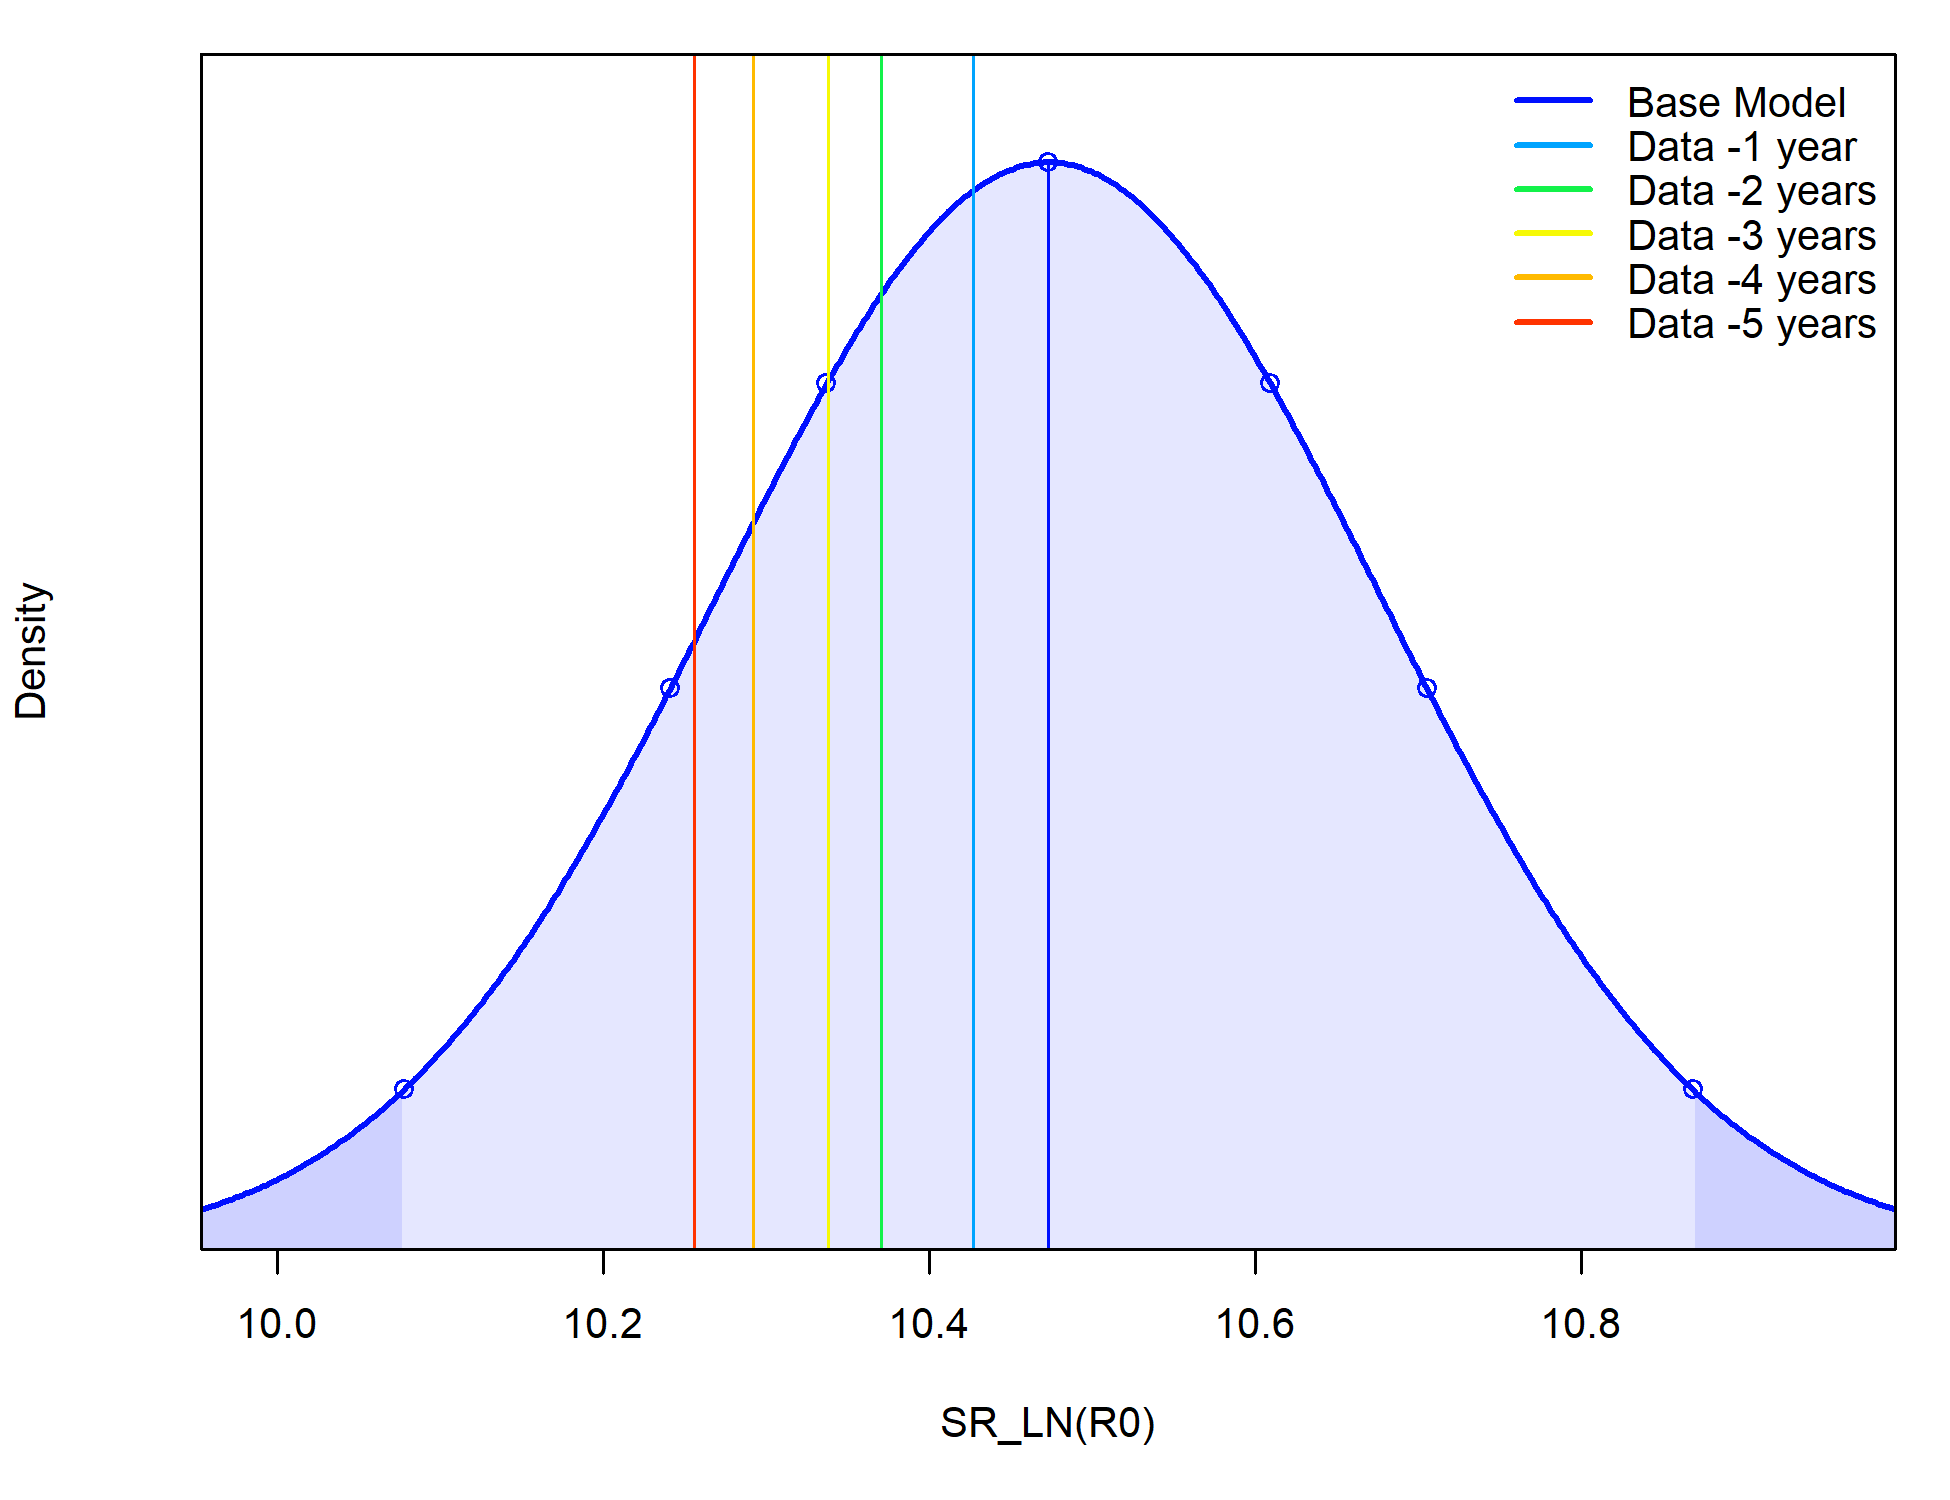 Base Model
Data -1 year
Data -2 years
Data -3 years
Data -4 years
Data -5 years
Density
10.0 10.2 10.4 10.6 10.8
SR_LN(R0)